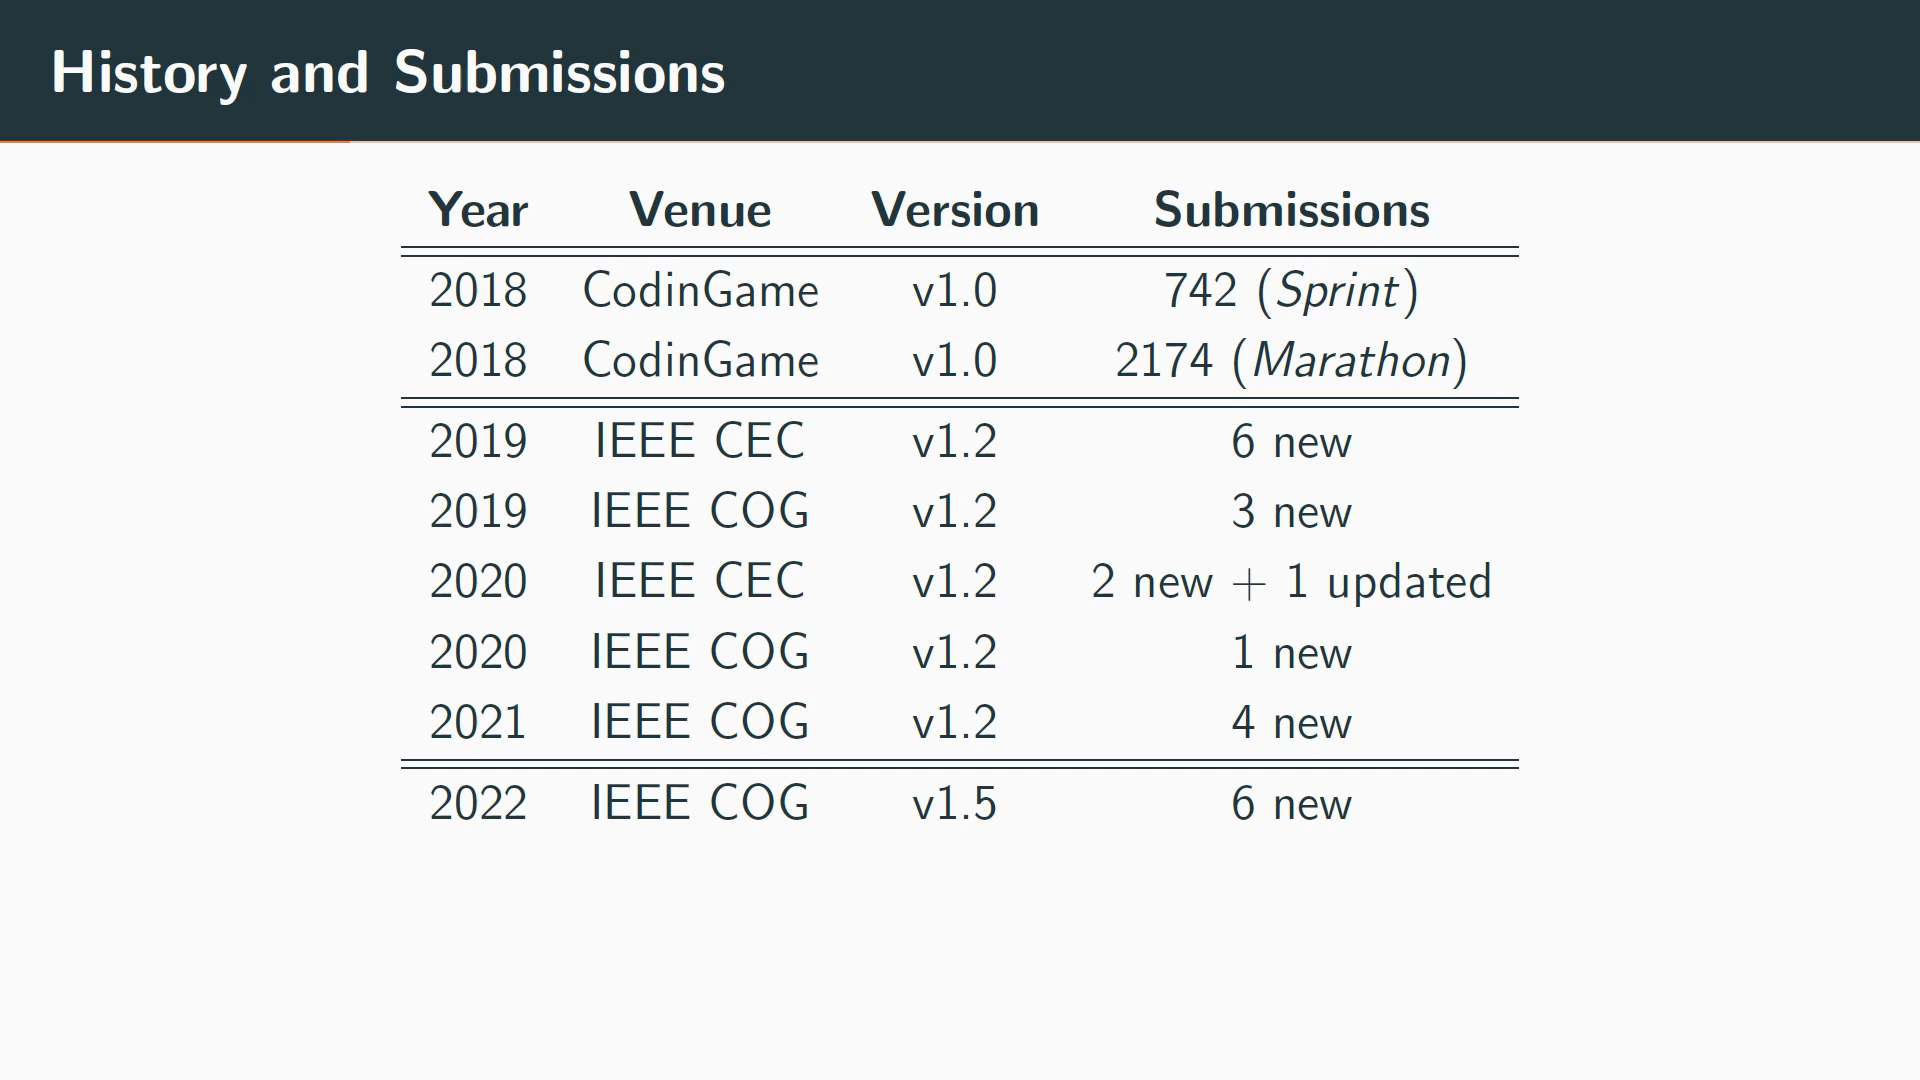 History and Submissions
Year Venue Version Submissions
2018 CodinGame v1.0 742 (Sprint)
2018 CodinGame v1.0 2174 (Marathon)
2019 IEEE CEC v1.2 6 new
2019 IEEE COG v1.2 3 new
2020 IEEE CEC v1.2 2 new + 1 updated
2020 IEEE COG v1.2 1 new
2021 IEEE COG v1.2 4 new
2022 IEEE COG v1.5 6 new